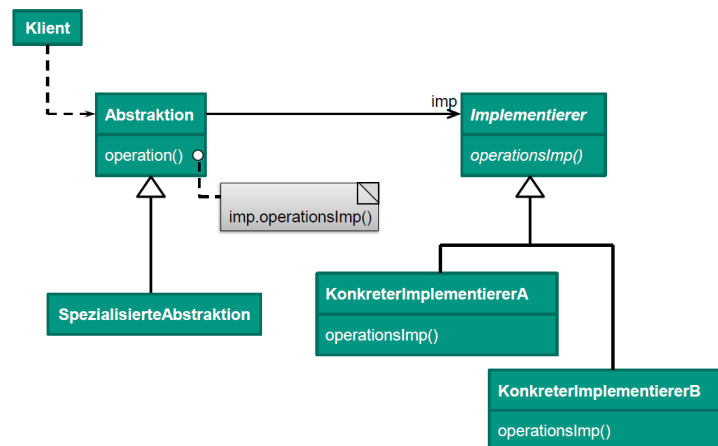 Klient
imp
Abstraktion
Implementierer
operation()
operationsImp()
imp.operationsImp()
SpezialisierteAbstraktion
KonkreterImplementiererA
operationsImp()
KonkreterImplementiererB
operationsImp()